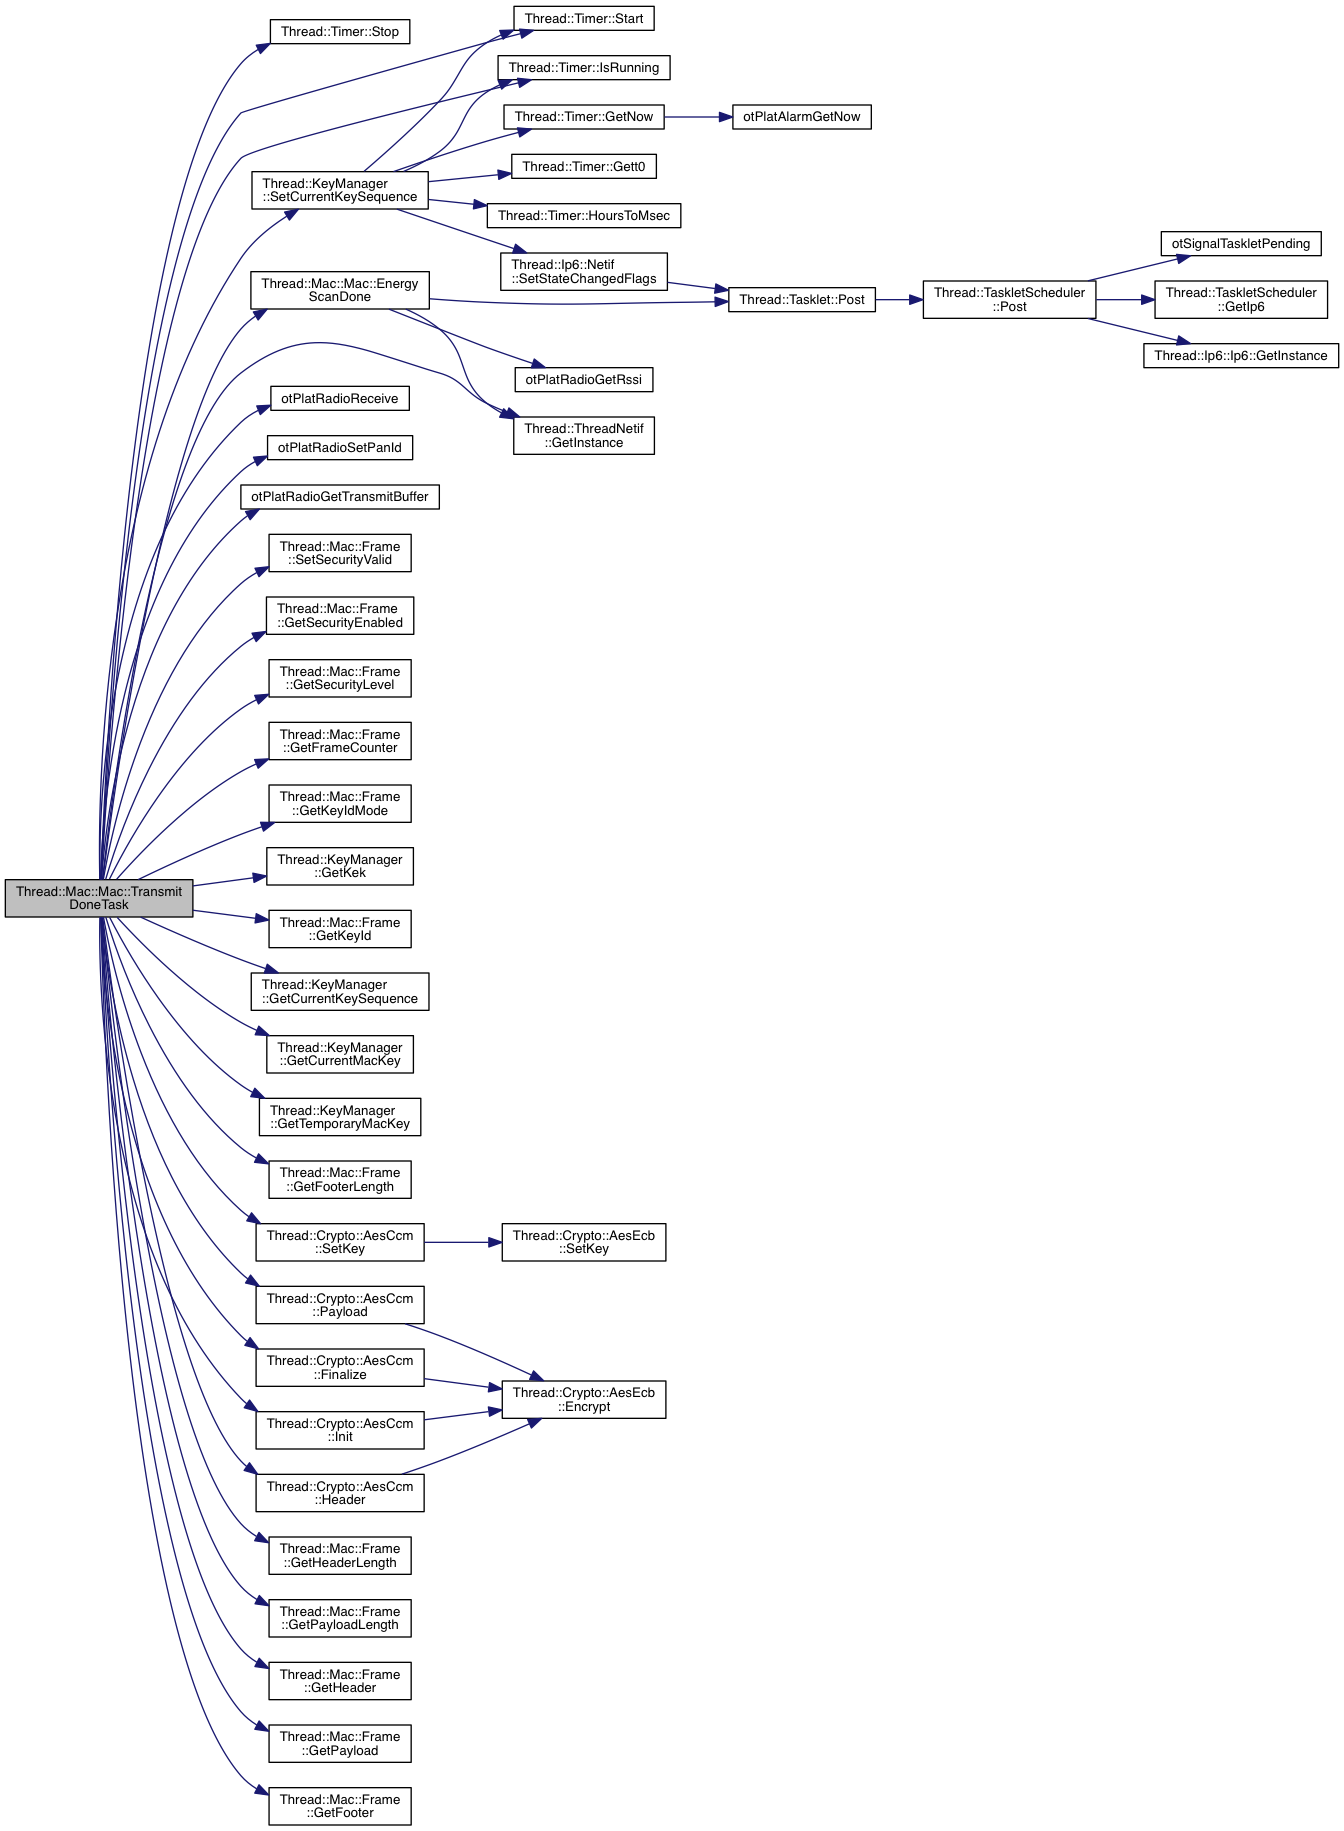 Thread::Mac::Mac::Transmit
DoneTask
Thread::Timer::Stop
Thread::Timer::Start
Thread::Timer::IsRunning
Thread::KeyManager
::SetCurrentKeySequence
Thread::Timer::GetNow
otPlatAlarmGetNow
Thread::Timer::Gett0
Thread::Timer::HoursToMsec
Thread::Ip6::Netif
::SetStateChangedFlags
Thread::Mac::Mac::Energy
ScanDone
Thread::Tasklet::Post
Thread::TaskletScheduler
::Post
otSignalTaskletPending
Thread::TaskletScheduler
::GetIp6
Thread::Ip6::Ip6::GetInstance
otPlatRadioGetRssi
Thread::ThreadNetif
::GetInstance
otPlatRadioReceive
otPlatRadioSetPanId
otPlatRadioGetTransmitBuffer
Thread::Mac::Frame
::SetSecurityValid
Thread::Mac::Frame
::GetSecurityEnabled
Thread::Mac::Frame
::GetSecurityLevel
Thread::Mac::Frame
::GetFrameCounter
Thread::Mac::Frame
::GetKeyIdMode
Thread::KeyManager
::GetKek
Thread::Mac::Frame
::GetKeyId
Thread::KeyManager
::GetCurrentKeySequence
Thread::KeyManager
::GetCurrentMacKey
Thread::KeyManager
::GetTemporaryMacKey
Thread::Mac::Frame
::GetFooterLength
Thread::Crypto::AesCcm
::SetKey
Thread::Crypto::AesEcb
::SetKey
Thread::Crypto::AesCcm
::Payload
Thread::Crypto::AesCcm
::Finalize
Thread::Crypto::AesEcb
::Encrypt
Thread::Crypto::AesCcm
::Init
Thread::Crypto::AesCcm
::Header
Thread::Mac::Frame
::GetHeaderLength
Thread::Mac::Frame
::GetPayloadLength
Thread::Mac::Frame
::GetHeader
Thread::Mac::Frame
::GetPayload
Thread::Mac::Frame
::GetFooter